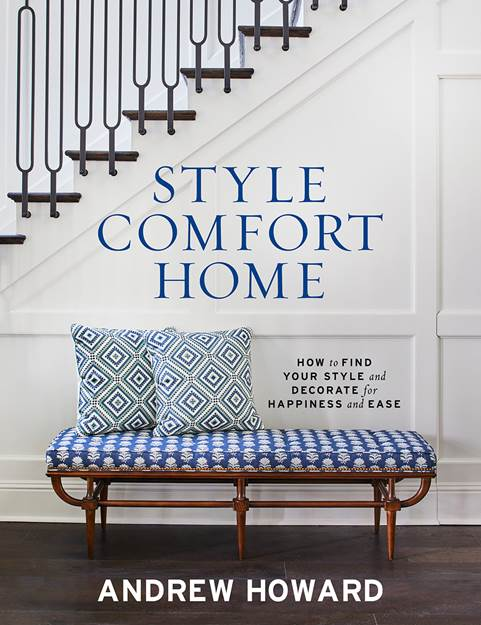 STYLE
COMFORT
HOME
HOW to FIND
YOUR STYLE and
DECORATE for
HAPPINESS and EASE
ANDREW HOWARD